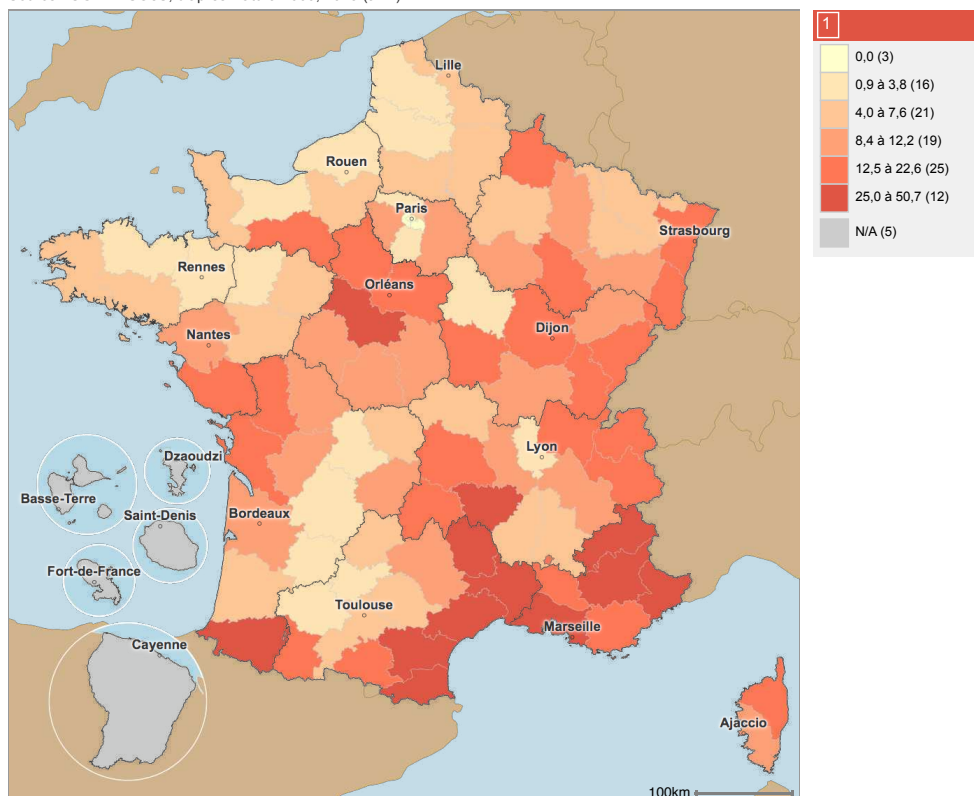 1
0,0 (3)
0,9 à 3,8 (16)
4,0 à 7,6 (21)
8,4 à 12,2 (19)
12,5 à 22,6 (25)
25,0 à 50,7 (12)
N/A (5)
Lille
Rouen
Paris
Strasbourg
Rennes
Orléans
Nantes
Dijon
Lyon
Dzaoudzi
Basse-Terre
Saint-Denis
Bordeaux
Fort-de-France
Toulouse
Marseille
Cayenne
Ajaccio
100km